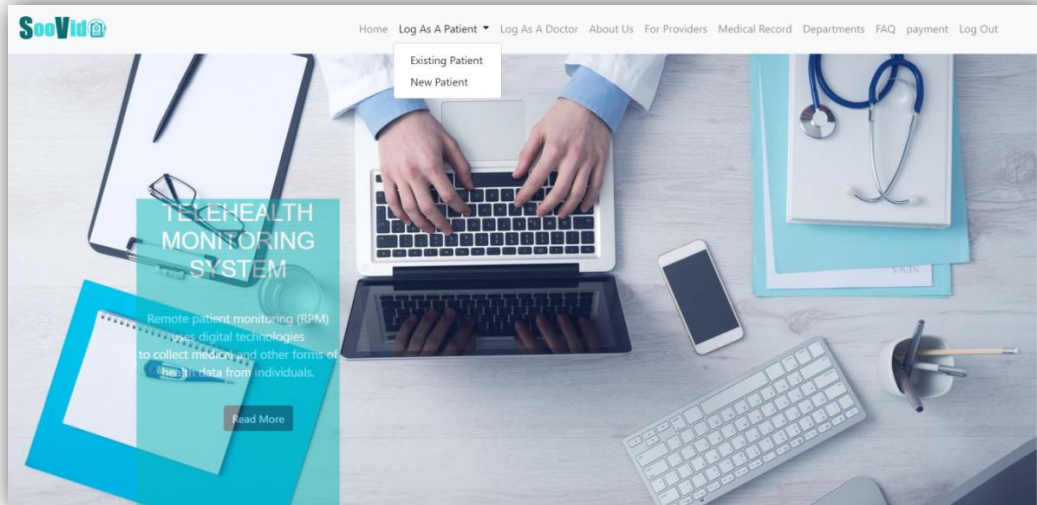 SooVid
Home Log As A Patient Log As A Doctor About Us For Providers Medical Record Departments FAQ payment Log Out
Existing Patient
New Patient
TELEHEALTH
MONITORING
SYSTEM
Remote patient monitoring (RPM)
uses digital technologies
to collect medical and other forms of
health data from individuals.
Read More
NEWS